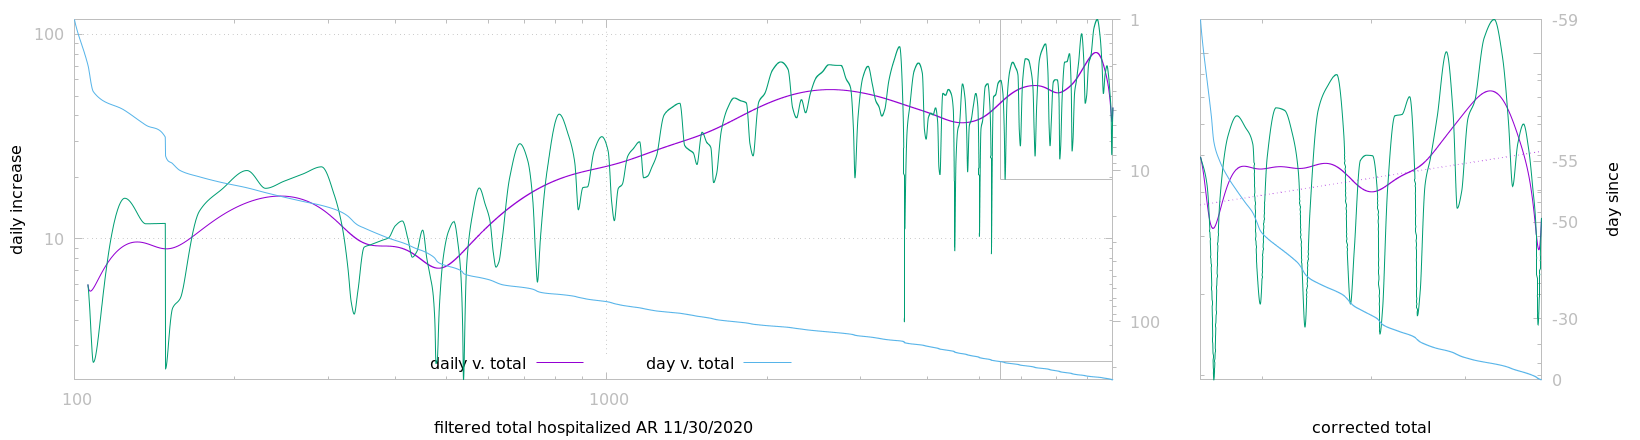 100
10
daily increase
daily v. total
day v. total
100
1000
filtered total hospitalized AR 11/30/2020
1
10
100
-59
-55
-50
-30
0
day since
corrected total